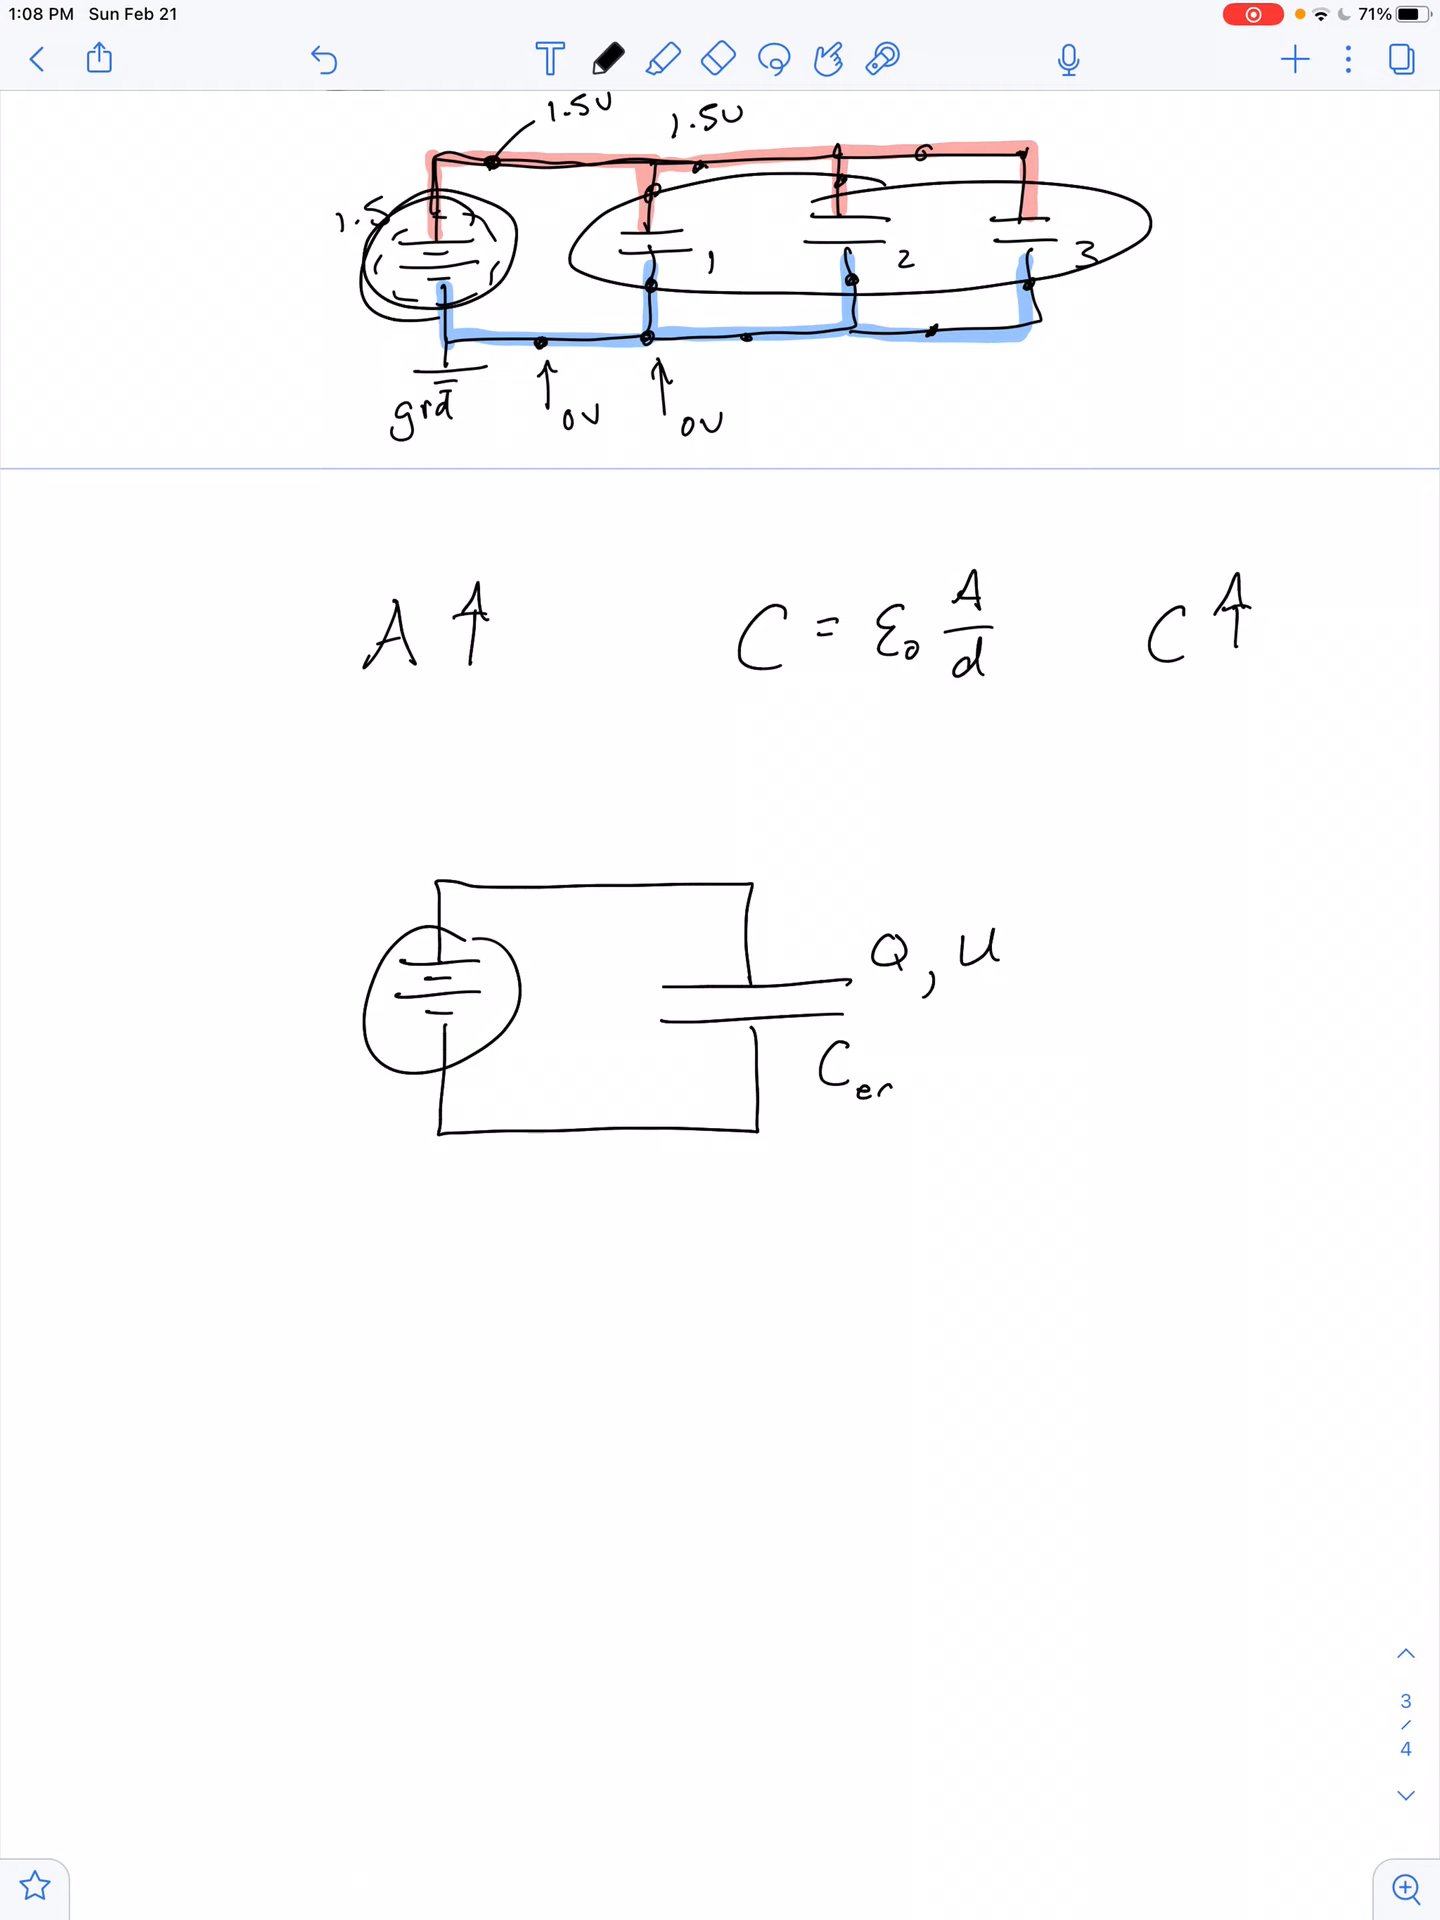 1:08 PM Sun Feb 21
71%
T
1.5V
1.5V
1.5
1
2
3
grd
0V
0V
A ↑
C = ε₀ A/d
C ↑
Q, U
Cer
3
/
4